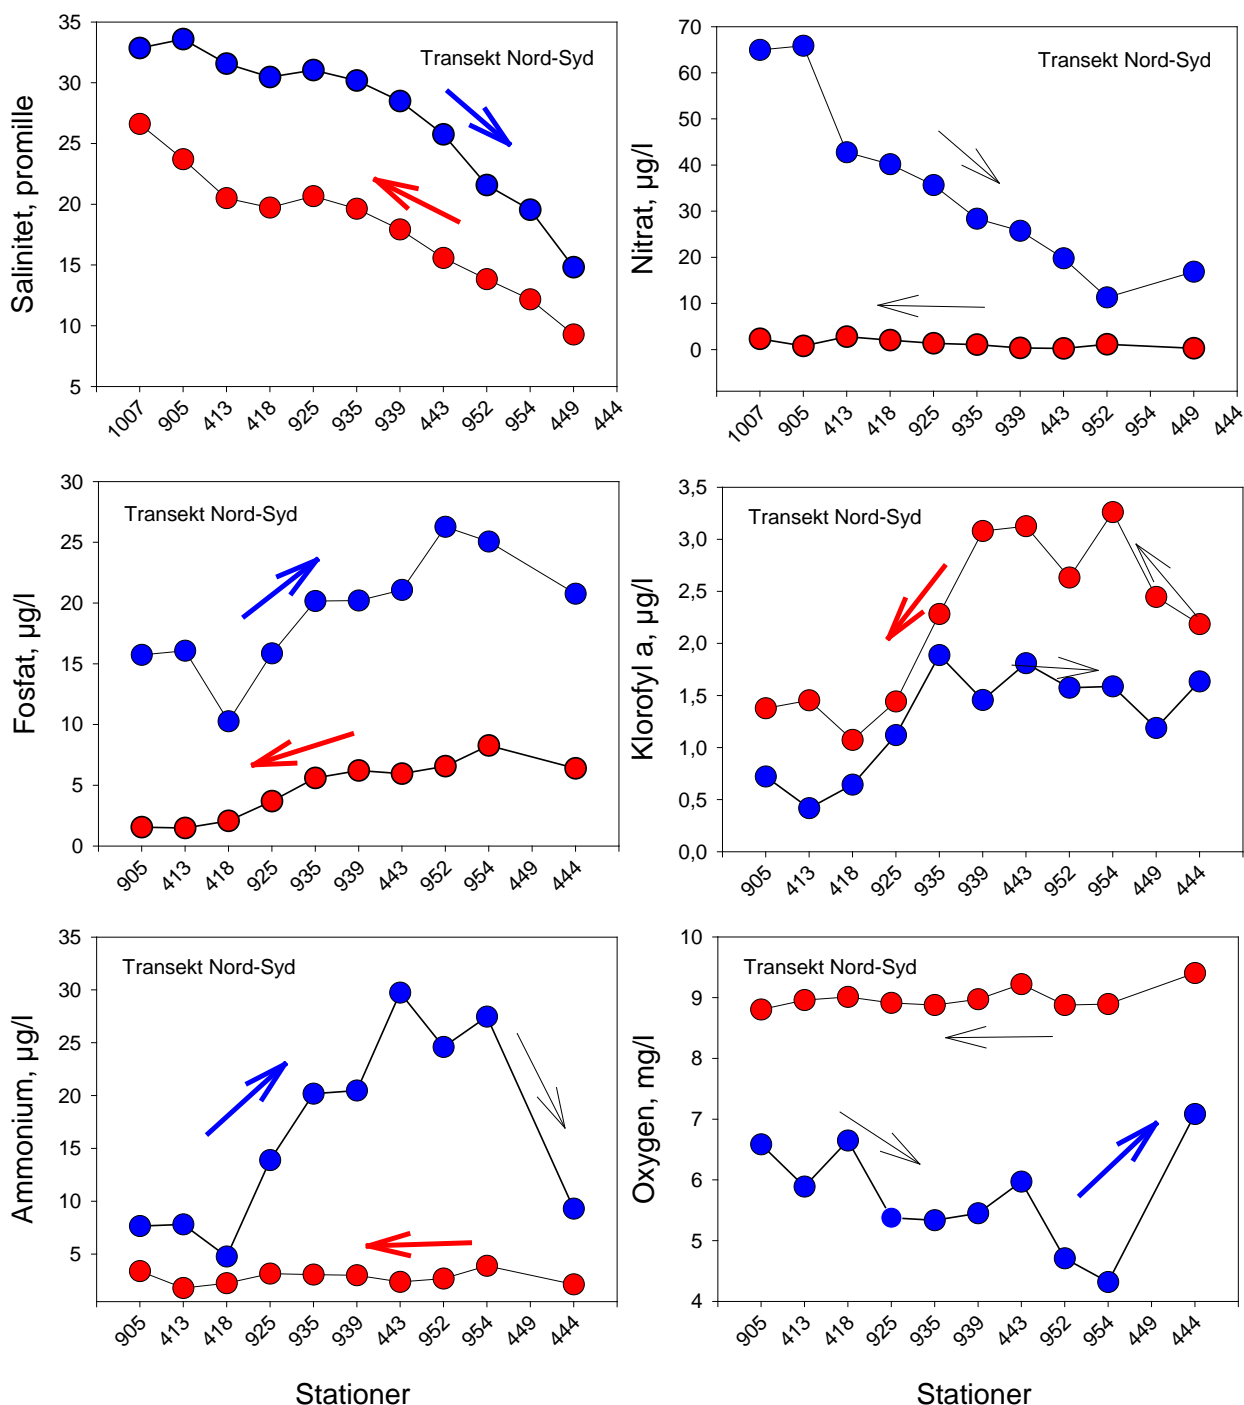 Salinitet, promille
35
30
25
20
15
10
5
Transekt Nord-Syd
1007 905 413 418 925 935 939 443 952 954 449 444
Nitrat, µg/l
70
60
50
40
30
20
10
0
Transekt Nord-Syd
1007 905 413 418 925 935 939 443 952 954 449 444
Fosfat, µg/l
30
25
20
15
10
5
0
Transekt Nord-Syd
905 413 418 925 935 939 443 952 954 449 444
Klorofyl a, µg/l
3,5
3,0
2,5
2,0
1,5
1,0
0,5
0,0
Transekt Nord-Syd
905 413 418 925 935 939 443 952 954 449 444
Ammonium, µg/l
35
30
25
20
15
10
5
Transekt Nord-Syd
905 413 418 925 935 939 443 952 954 449 444
Stationer
Oxygen, mg/l
10
9
8
7
6
5
4
Transekt Nord-Syd
905 413 418 925 935 939 443 952 954 449 444
Stationer